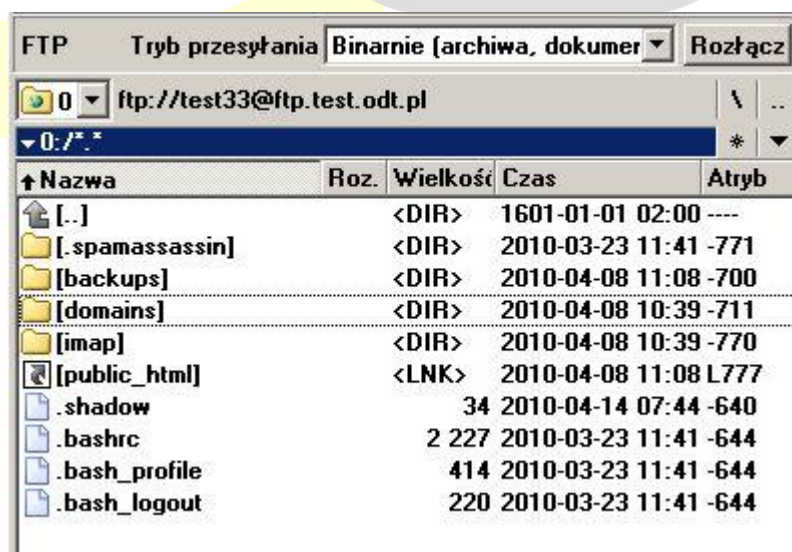 FTP Tryb przesyłania Binarnie (archiwa, dokumer Rozłącz
0 ftp://test33@ftp.test.odt.pl \ ..
0:/*.* *
Nazwa Roz. Wielkość Czas Atryb
[..] <DIR> 1601-01-01 02:00 ----
[.spamassassin] <DIR> 2010-03-23 11:41 -771
[backups] <DIR> 2010-04-08 11:08 -700
[domains] <DIR> 2010-04-08 10:39 -711
[imap] <DIR> 2010-04-08 10:39 -770
[public_html] <LNK> 2010-04-08 11:08 L777
.shadow 34 2010-04-14 07:44 -640
.bashrc 2 227 2010-03-23 11:41 -644
.bash_profile 414 2010-03-23 11:41 -644
.bash_logout 220 2010-03-23 11:41 -644